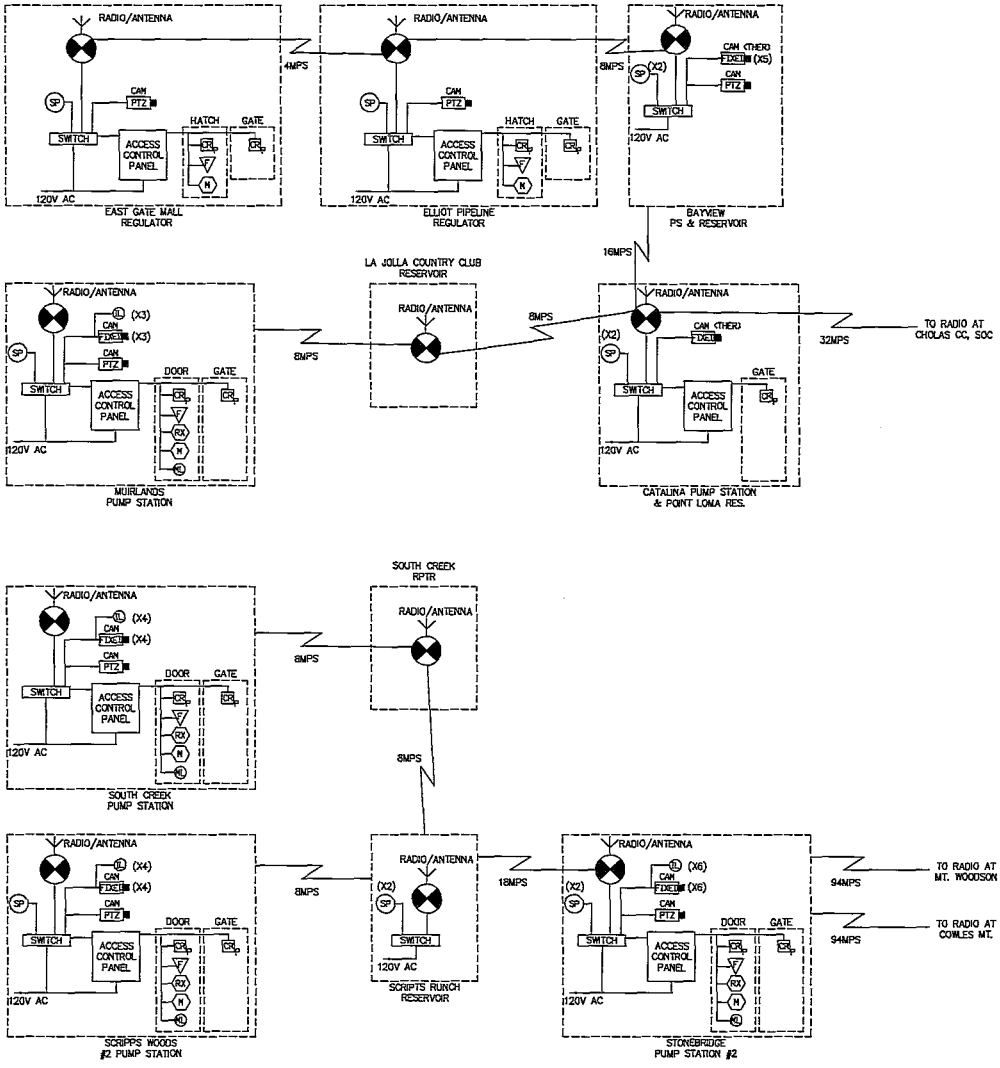 RADIO/ANTENNA
SP
CAM
PTZ
SWITCH
ACCESS
CONTROL
PANEL
HATCH
GATE
CR
P
CR
P
F
M
120V AC
EAST GATE MALL
REGULATOR
4MPS
RADIO/ANTENNA
SP
CAM
PTZ
SWITCH
ACCESS
CONTROL
PANEL
HATCH
GATE
CR
P
CR
P
F
M
120V AC
ELLIOT PIPELINE
REGULATOR
8MPS
RADIO/ANTENNA
CAM (THER)
FIXED (X5)
(X2)
SP
CAM
PTZ
SWITCH
120V AC
BAYVIEW
PS & RESERVOIR
16MPS
RADIO/ANTENNA
IL (X3)
CAM
FIXED (X3)
SP
CAM
PTZ
SWITCH
ACCESS
CONTROL
PANEL
DOOR
GATE
CR
P
CR
P
F
RX
M
ML
120V AC
MUIRLANDS
PUMP STATION
8MPS
LA JOLLA COUNTRY CLUB
RESERVOIR
RADIO/ANTENNA
8MPS
RADIO/ANTENNA
(X2)
SP
CAM (THER)
FIXED
SWITCH
ACCESS
CONTROL
PANEL
GATE
CR
P
120V AC
CATALINA PUMP STATION
& POINT LOMA RES.
32MPS
TO RADIO AT
CHOLAS CC, SOC
RADIO/ANTENNA
IL (X4)
CAM
FIXED (X4)
CAM
PTZ
SWITCH
ACCESS
CONTROL
PANEL
DOOR
GATE
CR
P
CR
P
F
RX
M
ML
120V AC
SOUTH CREEK
PUMP STATION
8MPS
SOUTH CREEK
RPTR
RADIO/ANTENNA
8MPS
RADIO/ANTENNA
IL (X4)
CAM
FIXED (X4)
SP
CAM
PTZ
SWITCH
ACCESS
CONTROL
PANEL
DOOR
GATE
CR
P
CR
P
F
RX
M
ML
120V AC
SCRIPPS WOODS
#2 PUMP STATION
8MPS
RADIO/ANTENNA
(X2)
SP
SWITCH
120V AC
SCRIPTS RUNCH
RESERVOIR
18MPS
RADIO/ANTENNA
IL (X6)
CAM
FIXED (X6)
(X2)
SP
CAM
PTZ
SWITCH
ACCESS
CONTROL
PANEL
DOOR
GATE
CR
P
CR
P
F
RX
M
ML
120V AC
STONEBRIDGE
PUMP STATION #2
94MPS
TO RADIO AT
MT. WOODSON
94MPS
TO RADIO AT
COWLES MT.